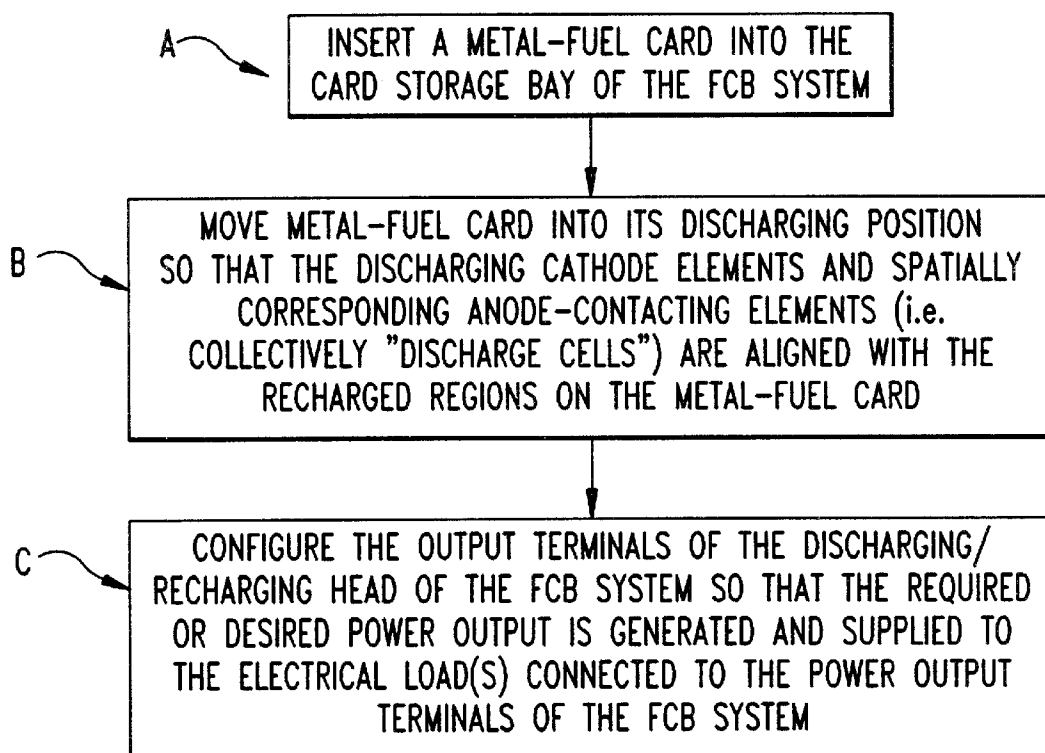 A
INSERT A METAL-FUEL CARD INTO THE
CARD STORAGE BAY OF THE FCB SYSTEM
B
MOVE METAL-FUEL CARD INTO ITS DISCHARGING POSITION
SO THAT THE DISCHARGING CATHODE ELEMENTS AND SPATIALLY
CORRESPONDING ANODE-CONTACTING ELEMENTS (i.e.
COLLECTIVELY "DISCHARGE CELLS") ARE ALIGNED WITH THE
RECHARGED REGIONS ON THE METAL-FUEL CARD
C
CONFIGURE THE OUTPUT TERMINALS OF THE DISCHARGING/
RECHARGING HEAD OF THE FCB SYSTEM SO THAT THE REQUIRED
OR DESIRED POWER OUTPUT IS GENERATED AND SUPPLIED TO
THE ELECTRICAL LOAD(S) CONNECTED TO THE POWER OUTPUT
TERMINALS OF THE FCB SYSTEM